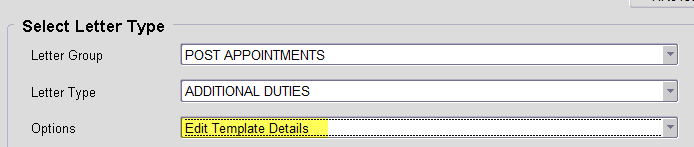 Select Letter Type
Letter Group POST APPOINTMENTS
Letter Type ADDITIONAL DUTIES
Options Edit Template Details